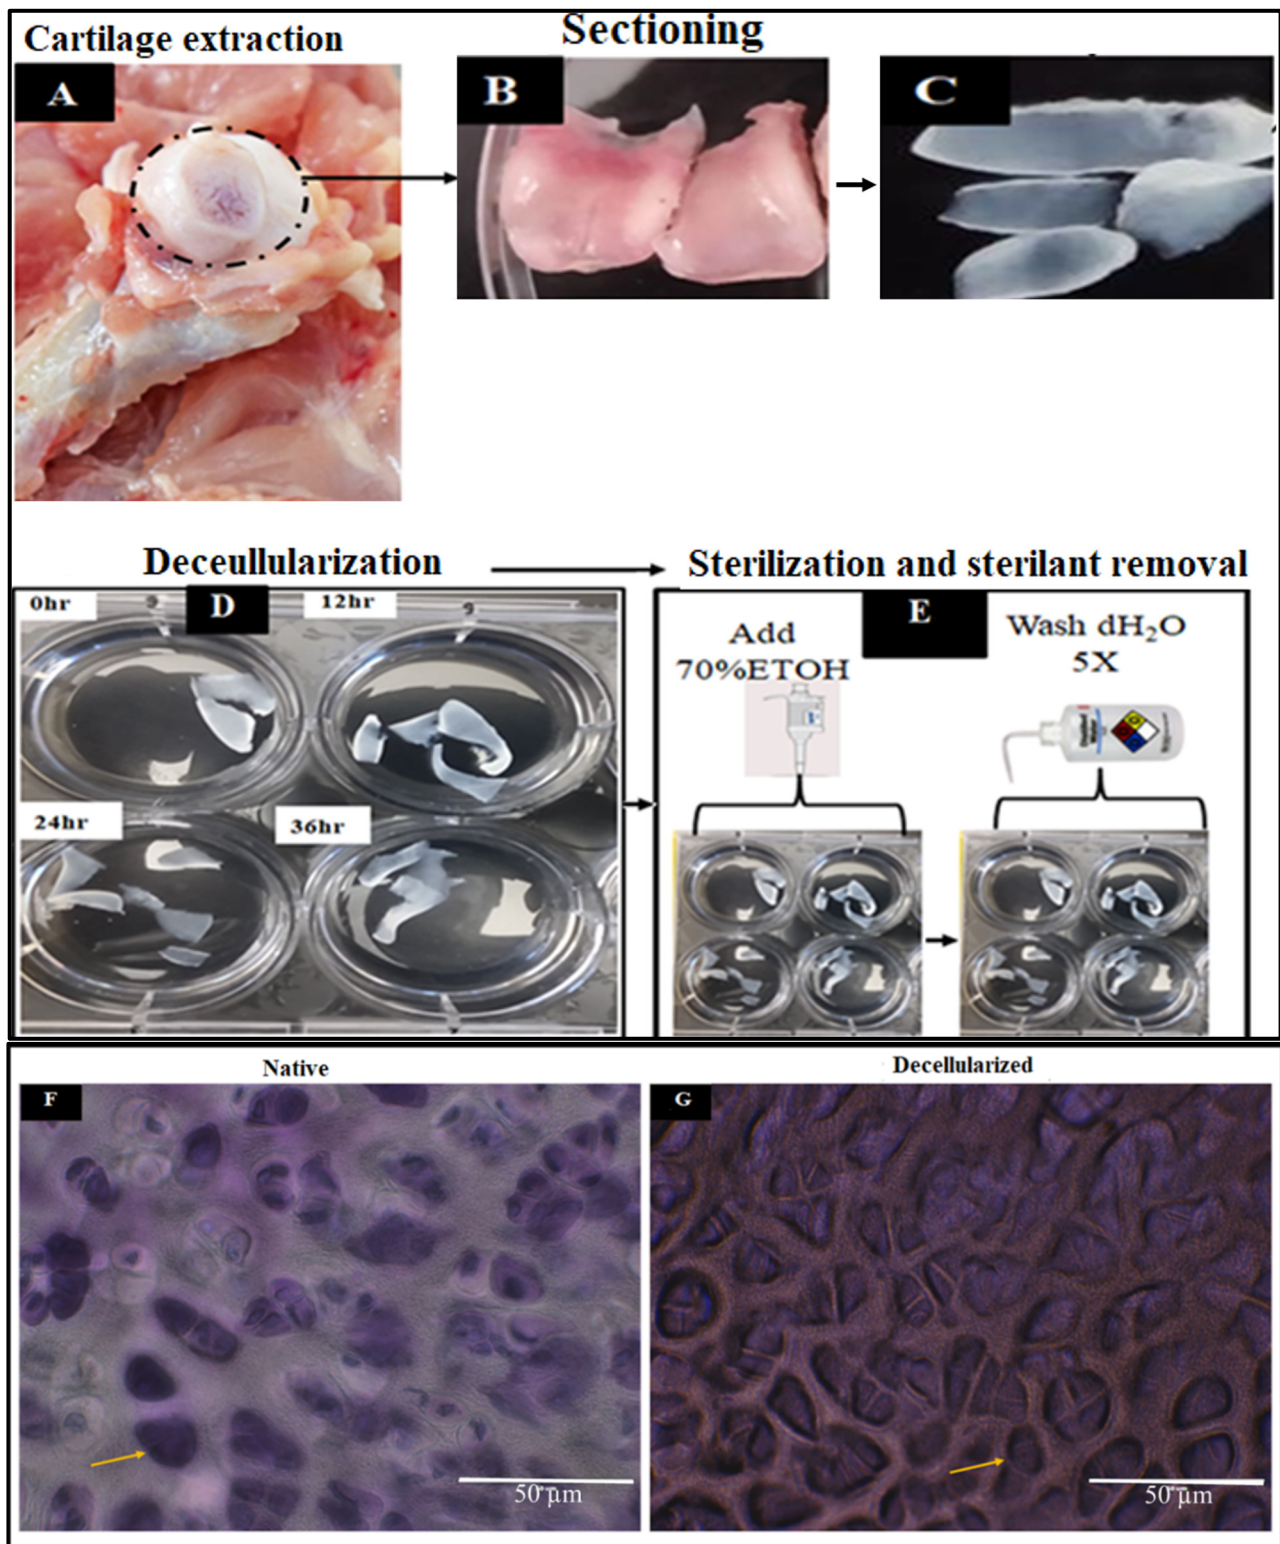 Cartilage extraction
Sectioning
A
B
C
Deceullularization
Sterilization and sterilant removal
0hr
D
12hr
24hr
36hr
E
Add
70%ETOH
Wash dH₂O
5X
Native
Decellularized
F
G
50 µm
50 µm